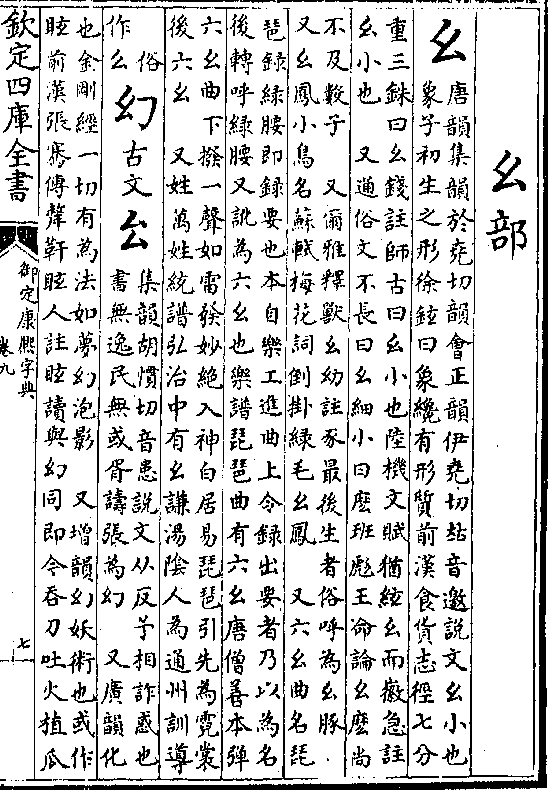 幺部
幺
唐韻集韻於堯切韻會正韻伊堯切𠀤音邀説文幺小也
象子初生之形徐鉉曰象纔有形質前漢食貨志徑七分
重三銖曰幺錢註師古曰幺小也陸機文賦猶絃幺而徽急註
幺小也　又通俗文不長曰幺細小曰麽班彪王命論幺麽尚
不及數子　又爾雅釋獸幺幼註豕最後生者俗呼為幺豚
又幺鳳小鳥名蘇軾梅花詞倒掛綠毛幺鳳　又六幺曲名琵
琶録綠腰即録要也本自樂工進曲上令録出要者乃以為名
後轉呼綠腰又訛為六幺也樂譜琵琶曲有六幺唐僧善本彈
六幺曲下撥一聲如雷發妙絶入神白居易琵琶引先為霓裳
後六幺　又姓萬姓統譜弘治中有幺謙湯陰人為通州訓導
俗
作么
幻
古文
𠄔
集韻胡慣切音患説文从反予相詐惑也
書無逸民無或胥譸張為幻　又廣韻化
也金剛經一切有為法如夢幻泡影　又增韻幻妖術也或作
眩前漢張騫傳犛靬眩人註眩讀與幻同即今吞刀吐火植瓜
欽定四庫全書
御定康熙字典
卷九
七